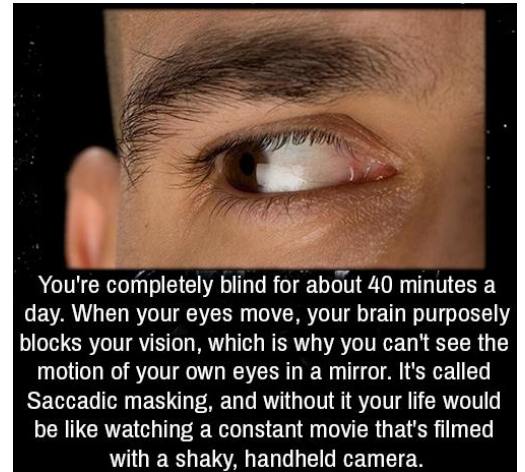 You're completely blind for about 40 minutes a
day. When your eyes move, your brain purposely
blocks your vision, which is why you can't see the
motion of your own eyes in a mirror. It's called
Saccadic masking, and without it your life would
be like watching a constant movie that's filmed
with a shaky, handheld camera.